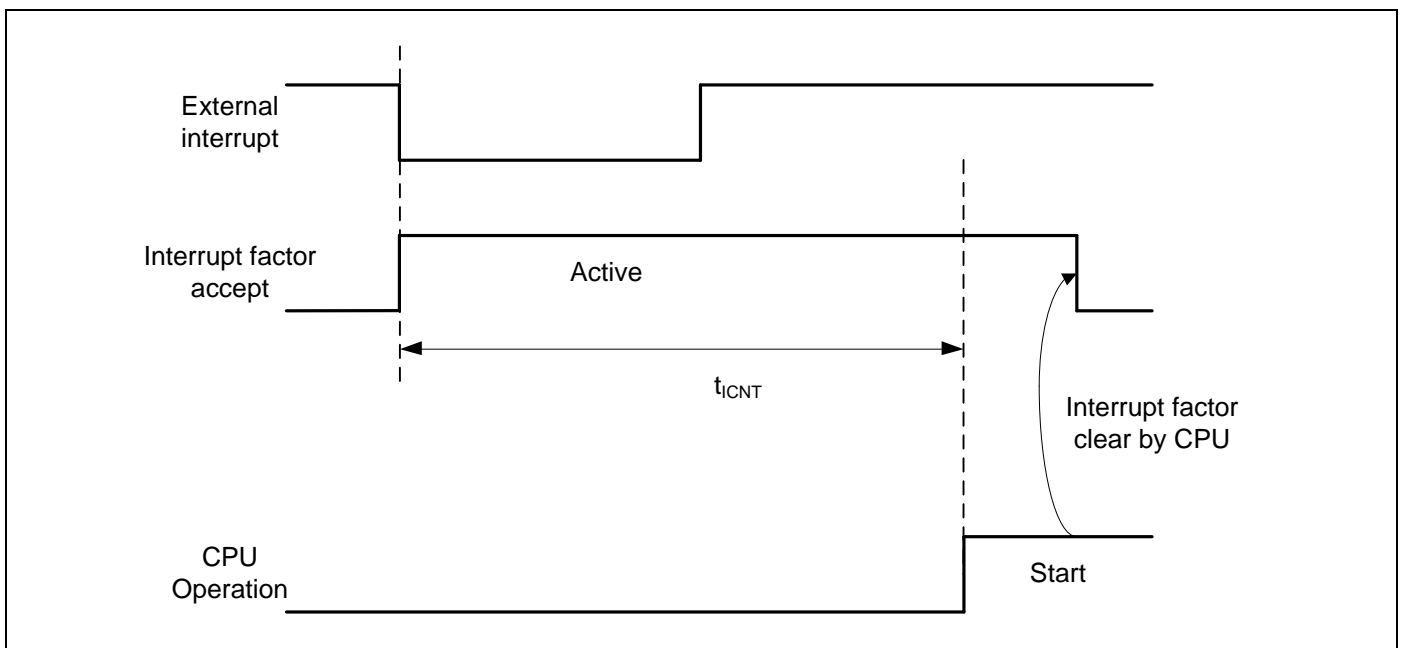 External
interrupt
Interrupt factor
accept
Active
tICNT
Interrupt factor
clear by CPU
CPU
Operation
Start